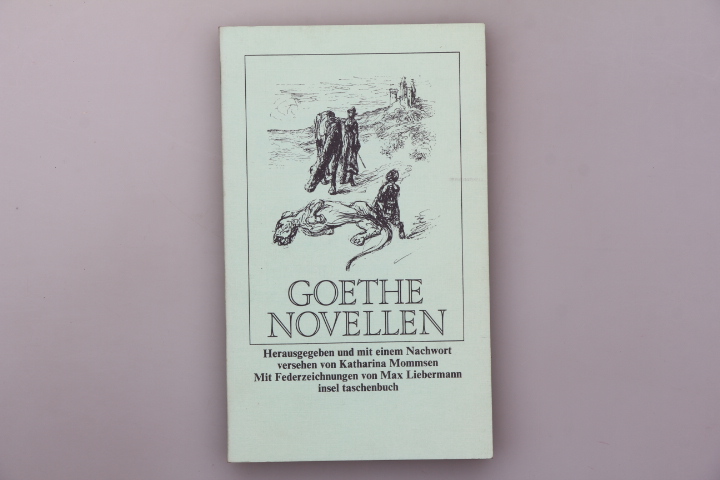 GOETHE
NOVELLEN
Herausgegeben und mit einem Nachwort
versehen von Katharina Mommsen
Mit Federzeichnungen von Max Liebermann
insel taschenbuch